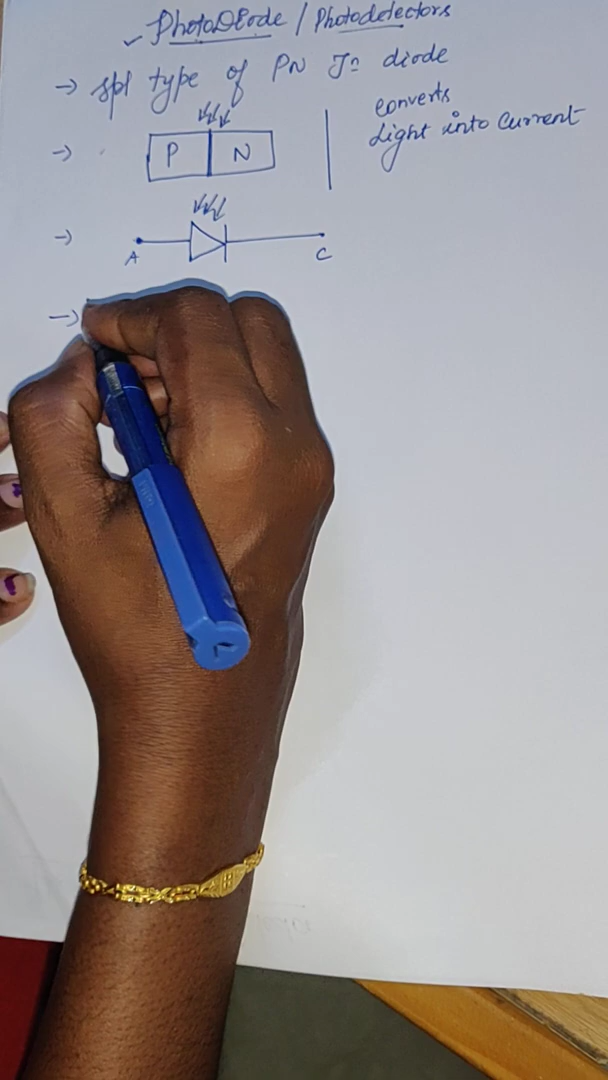 ✓ PhotoDiode / Photodetectors
→ spl type of PN Jn diode
→ P N
converts
Light into Current
→ A C
→